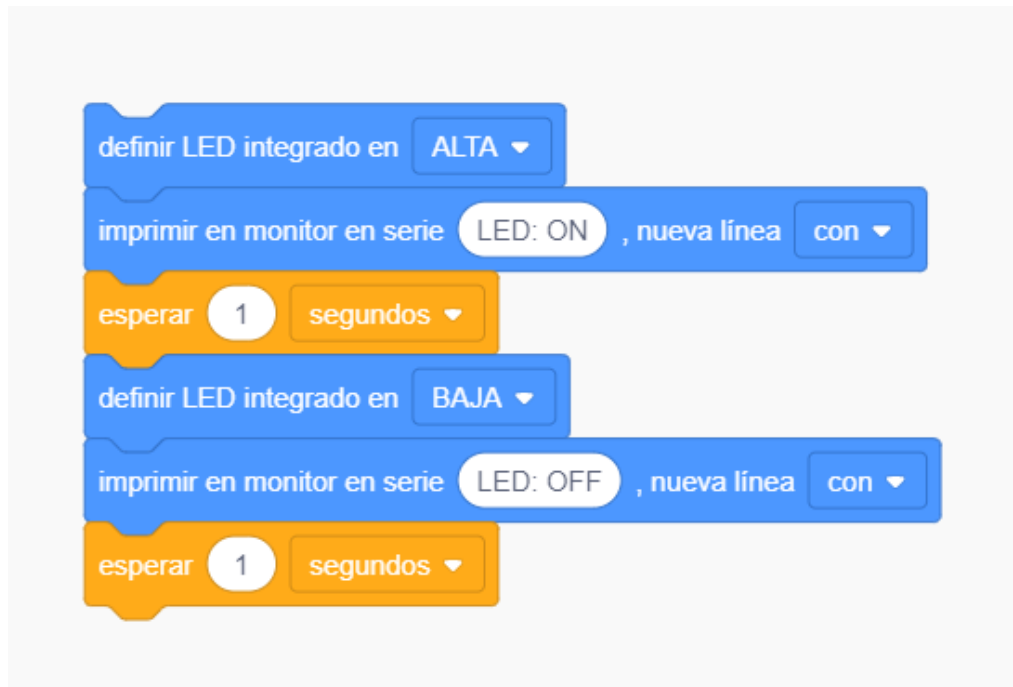 definir LED integrado en ALTA
imprimir en monitor en serie LED: ON , nueva línea con
esperar 1 segundos
definir LED integrado en BAJA
imprimir en monitor en serie LED: OFF , nueva línea con
esperar 1 segundos